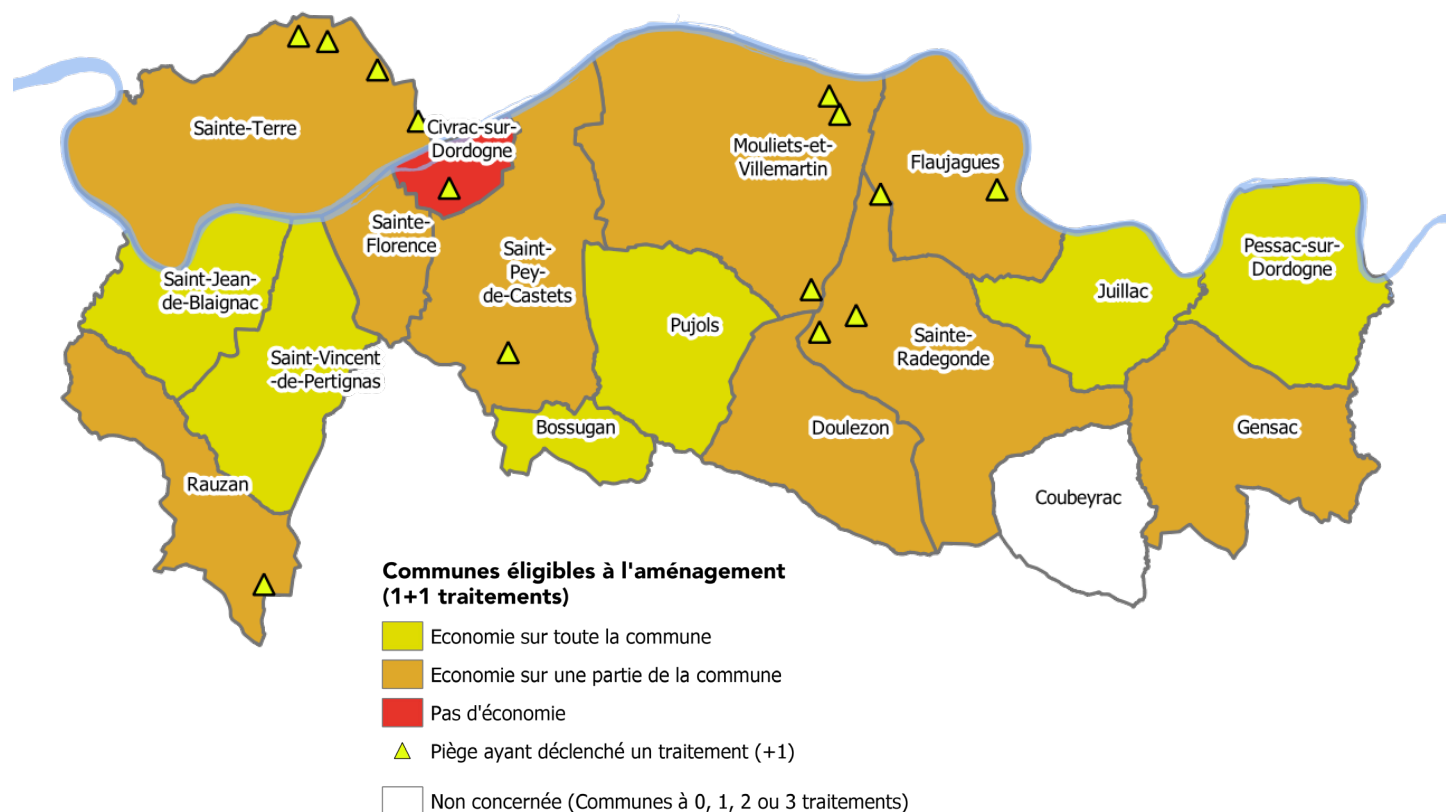 Sainte-Terre
Civrac-sur-
Dordogne
Mouliets-et-
Villemartin
Flaujagues
Sainte-
Florence
Saint-
Pey-
de-Castets
Pessac-sur-
Dordogne
Saint-Jean-
de-Blaignac
Juillac
Pujols
Sainte-
Radegonde
Saint-Vincent
-de-Pertignas
Bossugan
Doulezon
Gensac
Rauzan
Coubeyrac
Communes éligibles à l'aménagement
(1+1 traitements)
Economie sur toute la commune
Economie sur une partie de la commune
Pas d'économie
Piège ayant déclenché un traitement (+1)
Non concernée (Communes à 0, 1, 2 ou 3 traitements)